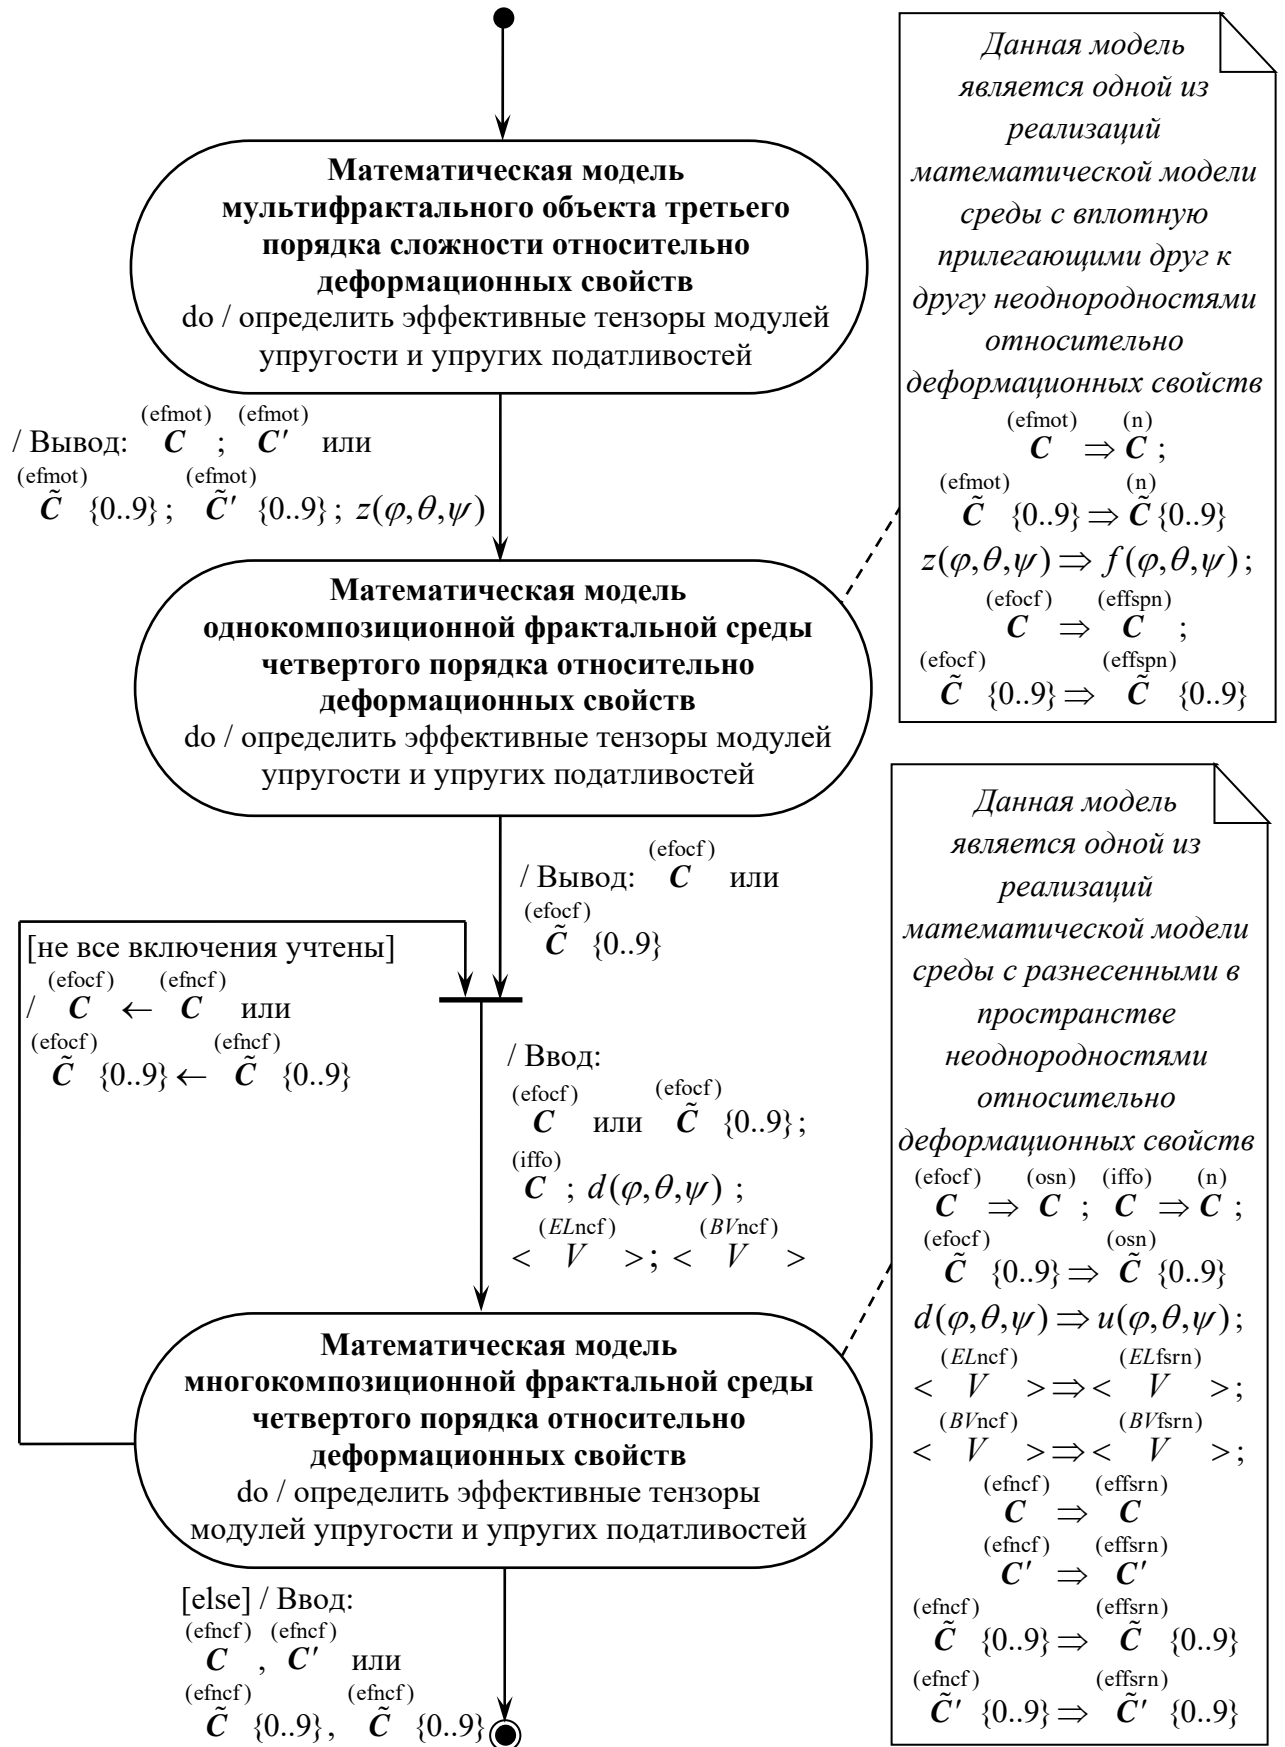 Математическая модель
мультифрактального объекта третьего
порядка сложности относительно
деформационных свойств
do / определить эффективные тензоры модулей
упругости и упругих податливостей
(efmot) (efmot)
/ Вывод: C ; C′ или
(efmot) (efmot)
C̃ {0..9} ; C̃′ {0..9} ; z(φ,θ,ψ)
Математическая модель
однокомпозиционной фрактальной среды
четвертого порядка относительно
деформационных свойств
do / определить эффективные тензоры модулей
упругости и упругих податливостей
(efocf)
/ Вывод: C или
(efocf)
C̃ {0..9}
[не все включения учтены]
(efocf) (efncf)
/ C ← C или
(efocf) (efncf)
C̃ {0..9} ← C̃ {0..9}
/ Ввод:
(efocf) (efocf)
C или C̃ {0..9} ;
(iffo)
C ; d(φ,θ,ψ) ;
(ELncf) (BVncf)
< V > ; < V >
Математическая модель
многокомпозиционной фрактальной среды
четвертого порядка относительно
деформационных свойств
do / определить эффективные тензоры
модулей упругости и упругих податливостей
[else] / Ввод:
(efncf) (efncf)
C , C′ или
(efncf) (efncf)
C̃ {0..9} , C̃ {0..9}
Данная модель
является одной из
реализаций
математической модели
среды с вплотную
прилегающими друг к
другу неоднородностями
относительно
деформационных свойств
(efmot) (n)
C ⇒ C ;
(efmot) (n)
C̃ {0..9} ⇒ C̃ {0..9}
z(φ,θ,ψ) ⇒ f(φ,θ,ψ) ;
(efocf) (effspn)
C ⇒ C ;
(efocf) (effspn)
C̃ {0..9} ⇒ C̃ {0..9}
Данная модель
является одной из
реализаций
математической модели
среды с разнесенными в
пространстве
неоднородностями
относительно
деформационных свойств
(efocf) (osn) (iffo) (n)
C ⇒ C ; C ⇒ C ;
(efocf) (osn)
C̃ {0..9} ⇒ C̃ {0..9}
d(φ,θ,ψ) ⇒ u(φ,θ,ψ) ;
(ELncf) (ELfsrn)
< V > ⇒ < V > ;
(BVncf) (BVfsrn)
< V > ⇒ < V > ;
(efncf) (effsrn)
C ⇒ C
(efncf) (effsrn)
C′ ⇒ C′
(efncf) (effsrn)
C̃ {0..9} ⇒ C̃ {0..9}
(efncf) (effsrn)
C̃′ {0..9} ⇒ C̃′ {0..9}